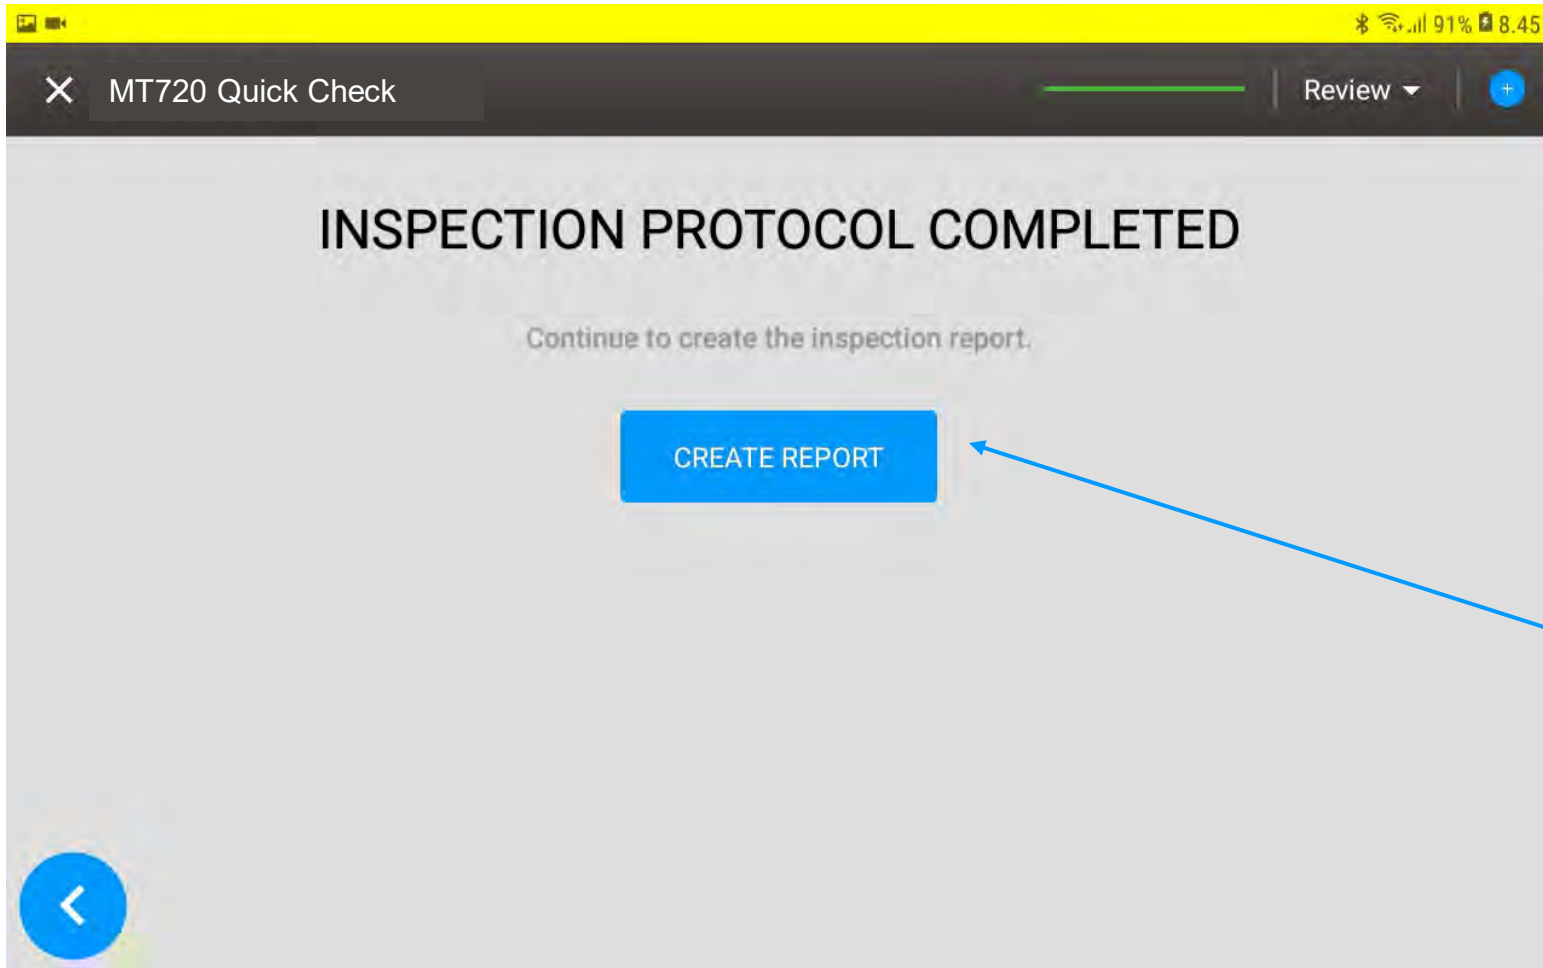 91% 8.45
MT720 Quick Check
Review
INSPECTION PROTOCOL COMPLETED
Continue to create the inspection report.
CREATE REPORT